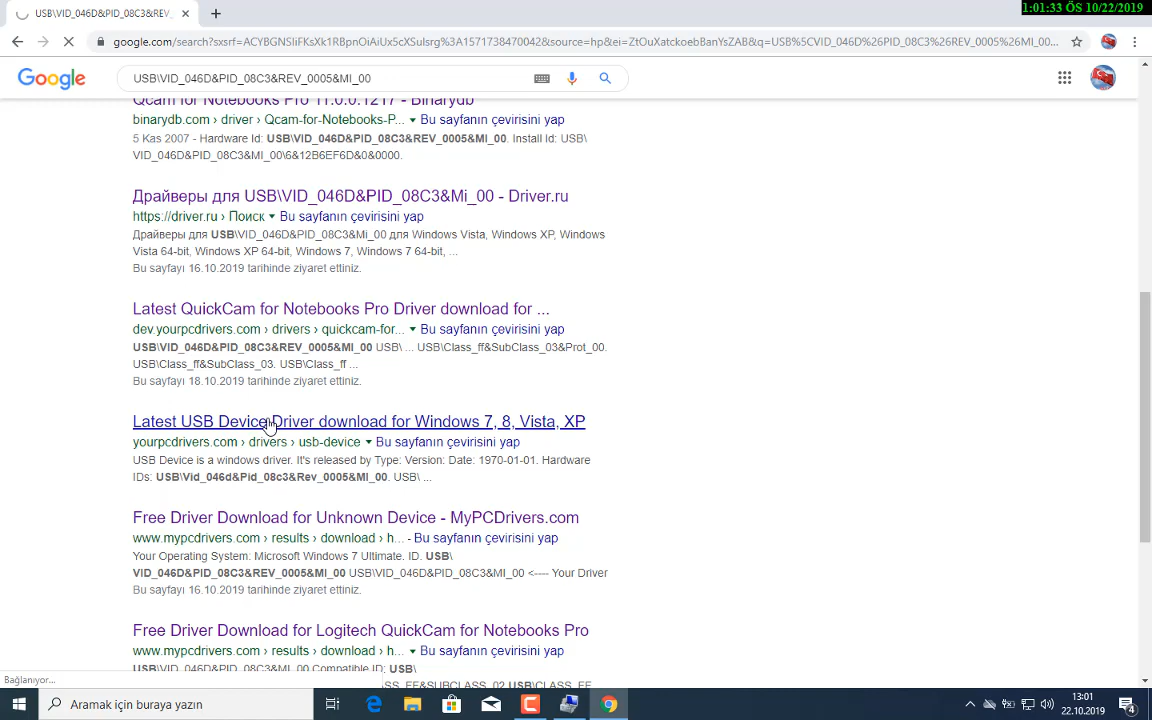 USB\VID_046D&PID_08C3&REV_
1:01:33 ÖS 10/22/2019
google.com/search?sxsrf=ACYBGNSIiFKsXk1RBpnOiAiUx5cXSulsrg%3A1571738470042&source=hp&ei=ZtOuXatckoebBanYsZAB&q=USB%5CVID_046D%26PID_08C3%26REV_0005%26MI_00...
Google
USB\VID_046D&PID_08C3&REV_0005&MI_00
Qcam for Notebooks Pro 11.0.0.1217 - Binarydb
binarydb.com › driver › Qcam-for-Notebooks-P... Bu sayfanın çevirisini yap
5 Kas 2007 - Hardware Id: USB\VID_046D&PID_08C3&REV_0005&MI_00. Install Id: USB\
VID_046D&PID_08C3&MI_00\6&12B6EF6D&0&0000.
Драйверы для USB\VID_046D&PID_08C3&Mi_00 - Driver.ru
https://driver.ru › Поиск Bu sayfanın çevirisini yap
Драйверы для USB\VID_046D&PID_08C3&Mi_00 для Windows Vista, Windows XP, Windows
Vista 64-bit, Windows XP 64-bit, Windows 7, Windows 7 64-bit, ...
Bu sayfayı 16.10.2019 tarihinde ziyaret ettiniz.
Latest QuickCam for Notebooks Pro Driver download for ...
dev.yourpcdrivers.com › drivers › quickcam-for... Bu sayfanın çevirisini yap
USB\VID_046D&PID_08C3&REV_0005&MI_00 USB\ ... USB\Class_ff&SubClass_03&Prot_00.
USB\Class_ff&SubClass_03. USB\Class_ff ...
Bu sayfayı 18.10.2019 tarihinde ziyaret ettiniz.
Latest USB Device Driver download for Windows 7, 8, Vista, XP
yourpcdrivers.com › drivers › usb-device Bu sayfanın çevirisini yap
USB Device is a windows driver. It's released by Type: Version: Date: 1970-01-01. Hardware
IDs: USB\Vid_046d&Pid_08c3&Rev_0005&MI_00. USB\ ...
Free Driver Download for Unknown Device - MyPCDrivers.com
www.mypcdrivers.com › results › download › h... - Bu sayfanın çevirisini yap
Your Operating System: Microsoft Windows 7 Ultimate. ID. USB\
VID_046D&PID_08C3&REV_0005&MI_00 USB\VID_046D&PID_08C3&MI_00 <---- Your Driver
Bu sayfayı 16.10.2019 tarihinde ziyaret ettiniz.
Free Driver Download for Logitech QuickCam for Notebooks Pro
www.mypcdrivers.com › results › download › h... Bu sayfanın çevirisini yap
USB\VID_046D&PID_08C3&MI_00 Compatible ID: USB\
Bağlanıyor...
Aramak için buraya yazın
13:01
22.10.2019
4